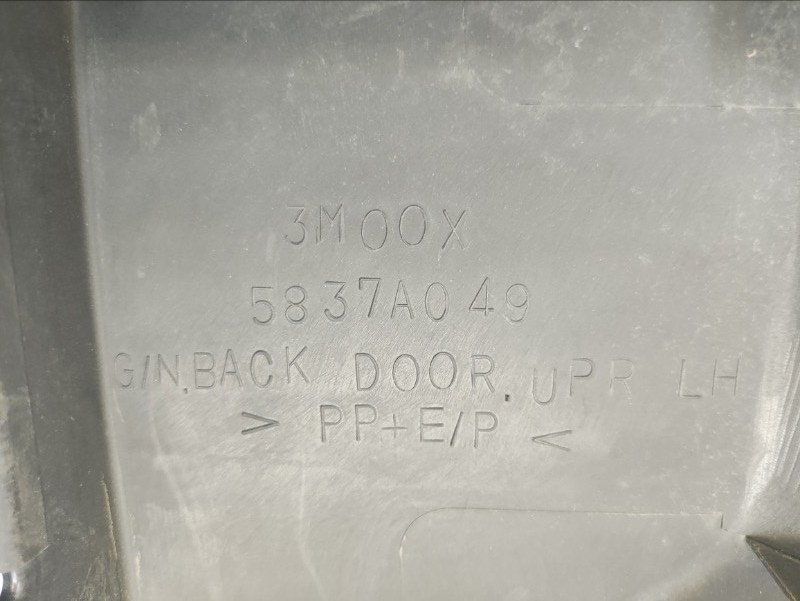 3M00X
5837A049
G/N,BACK DOOR,UPR LH
> PP+E/P <